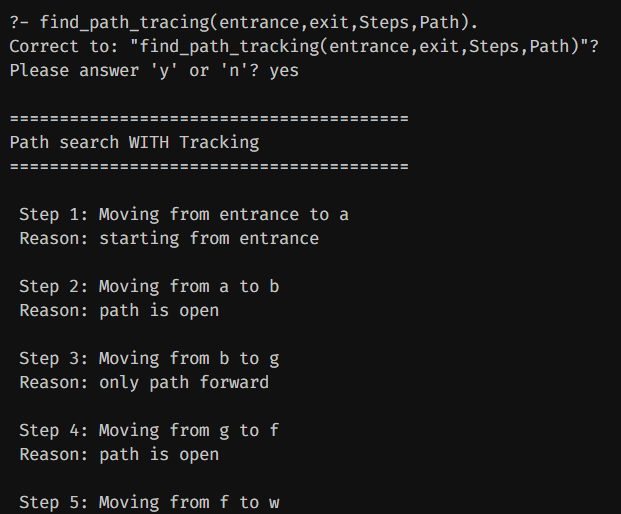 ?- find_path_tracing(entrance,exit,Steps,Path).
Correct to: "find_path_tracking(entrance,exit,Steps,Path)"?
Please answer 'y' or 'n'? yes
========================================
Path search WITH Tracking
========================================
Step 1: Moving from entrance to a
Reason: starting from entrance
Step 2: Moving from a to b
Reason: path is open
Step 3: Moving from b to g
Reason: only path forward
Step 4: Moving from g to f
Reason: path is open
Step 5: Moving from f to w